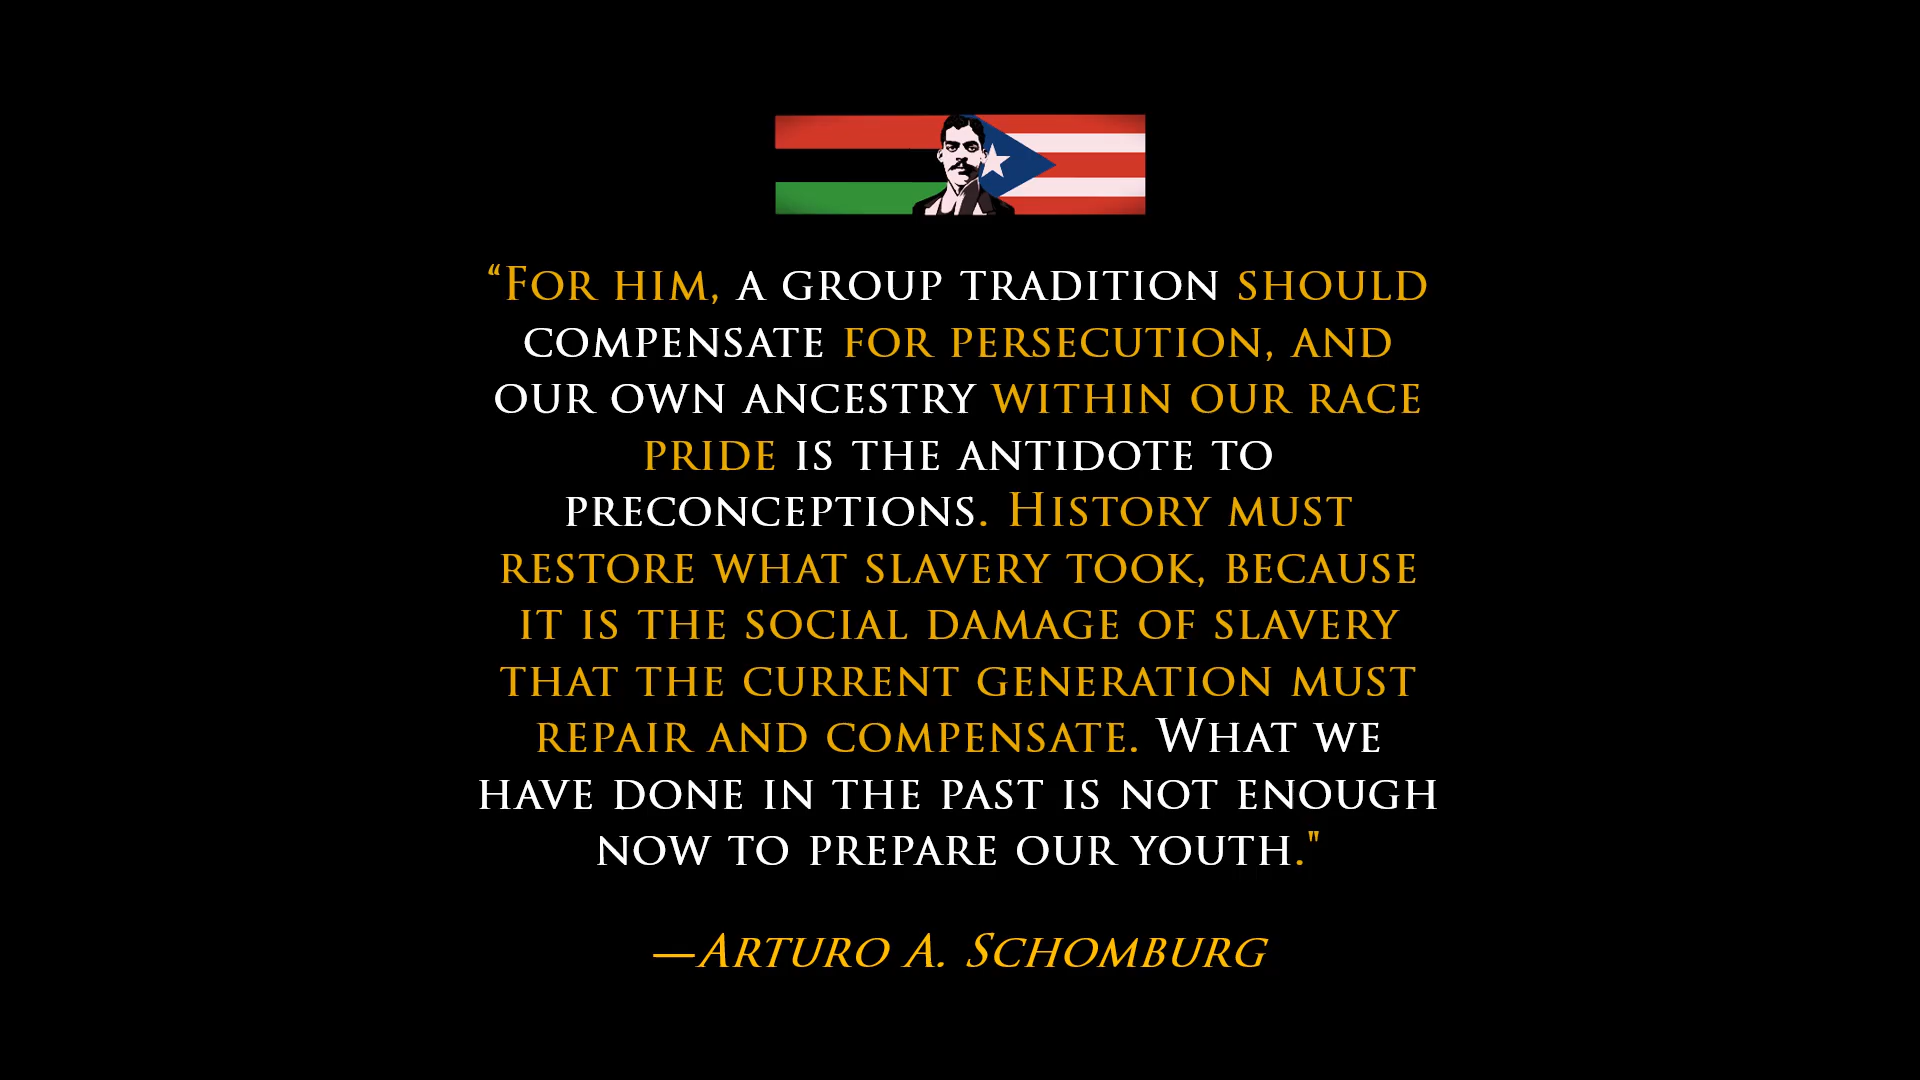 “For him, a group tradition should
compensate for persecution, and
our own ancestry within our race
pride is the antidote to
preconceptions. History must
restore what slavery took, because
it is the social damage of slavery
that the current generation must
repair and compensate. What we
have done in the past is not enough
now to prepare our youth."
—Arturo A. Schomburg